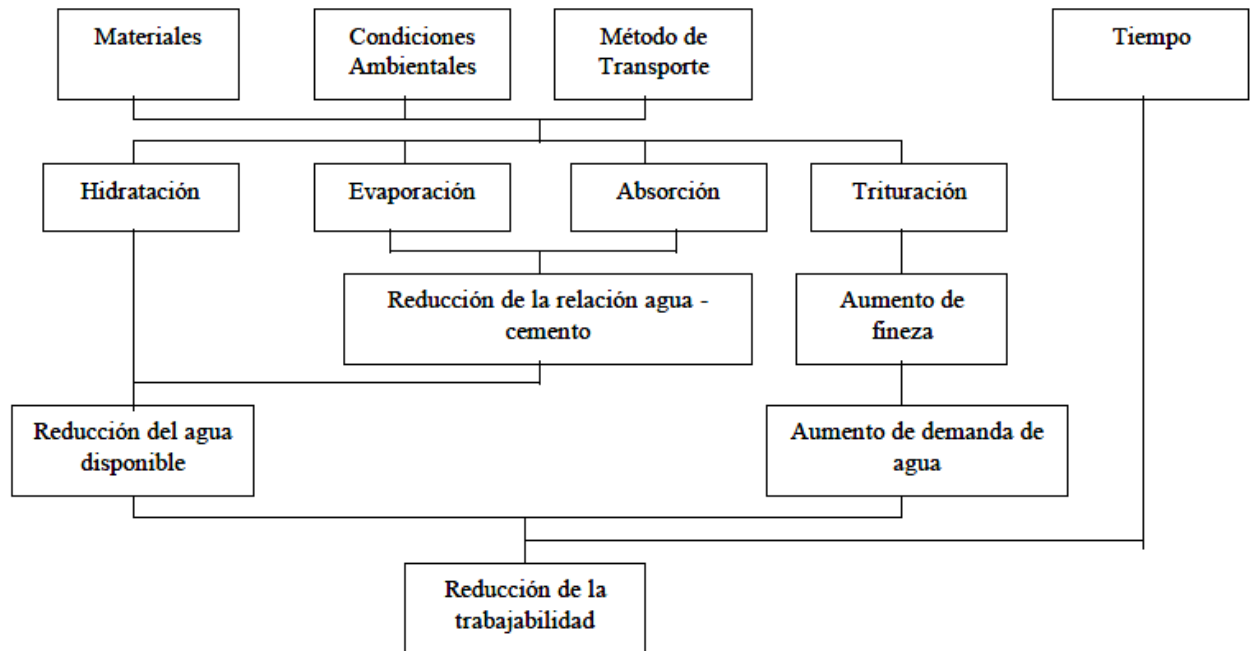 Materiales
Condiciones
Ambientales
Método de
Transporte
Tiempo
Hidratación
Evaporación
Absorción
Trituración
Reducción de la relación agua -
cemento
Aumento de
fineza
Reducción del agua
disponible
Aumento de demanda de
agua
Reducción de la
trabajabilidad